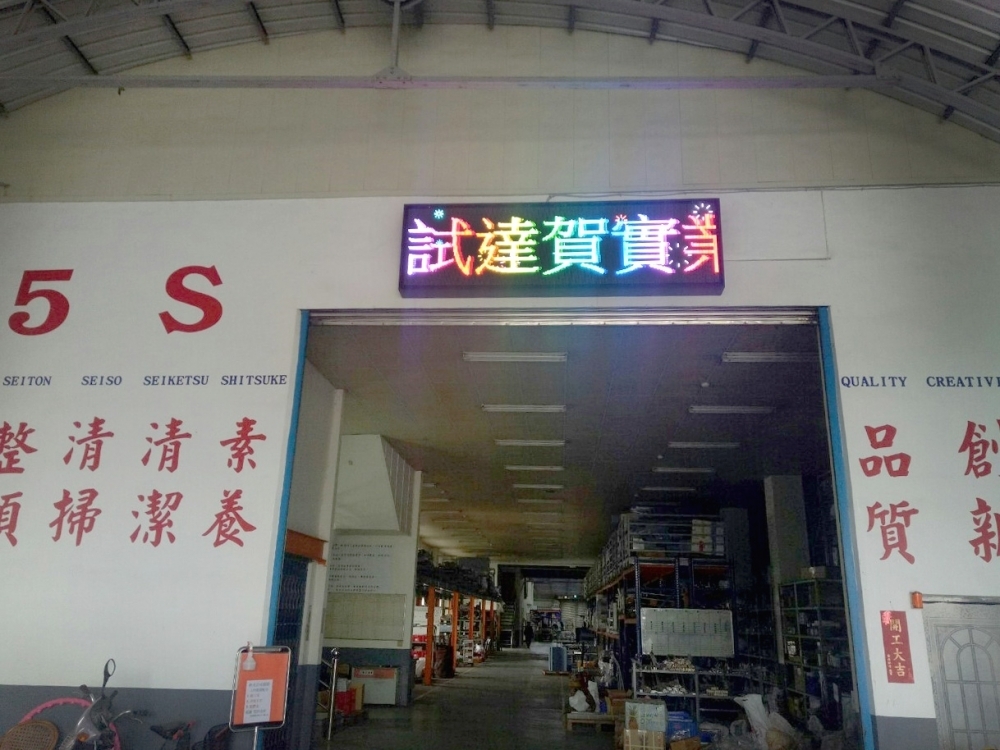 試達賀實業
5 S
SEITON SEISO SEIKETSU SHITSUKE
整頓 清掃 清潔 素養
QUALITY CREATIVE
品質 創新
開工大吉